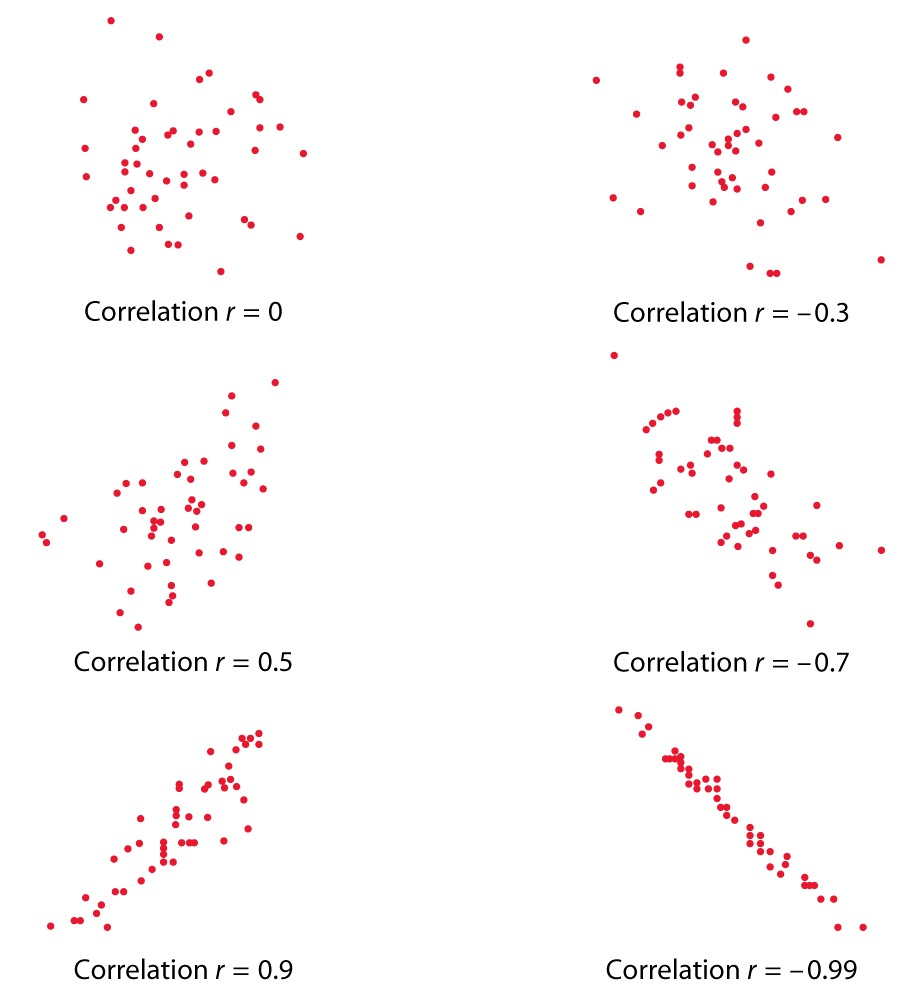 Correlation r = 0
Correlation r = –0.3
Correlation r = 0.5
Correlation r = –0.7
Correlation r = 0.9
Correlation r = –0.99